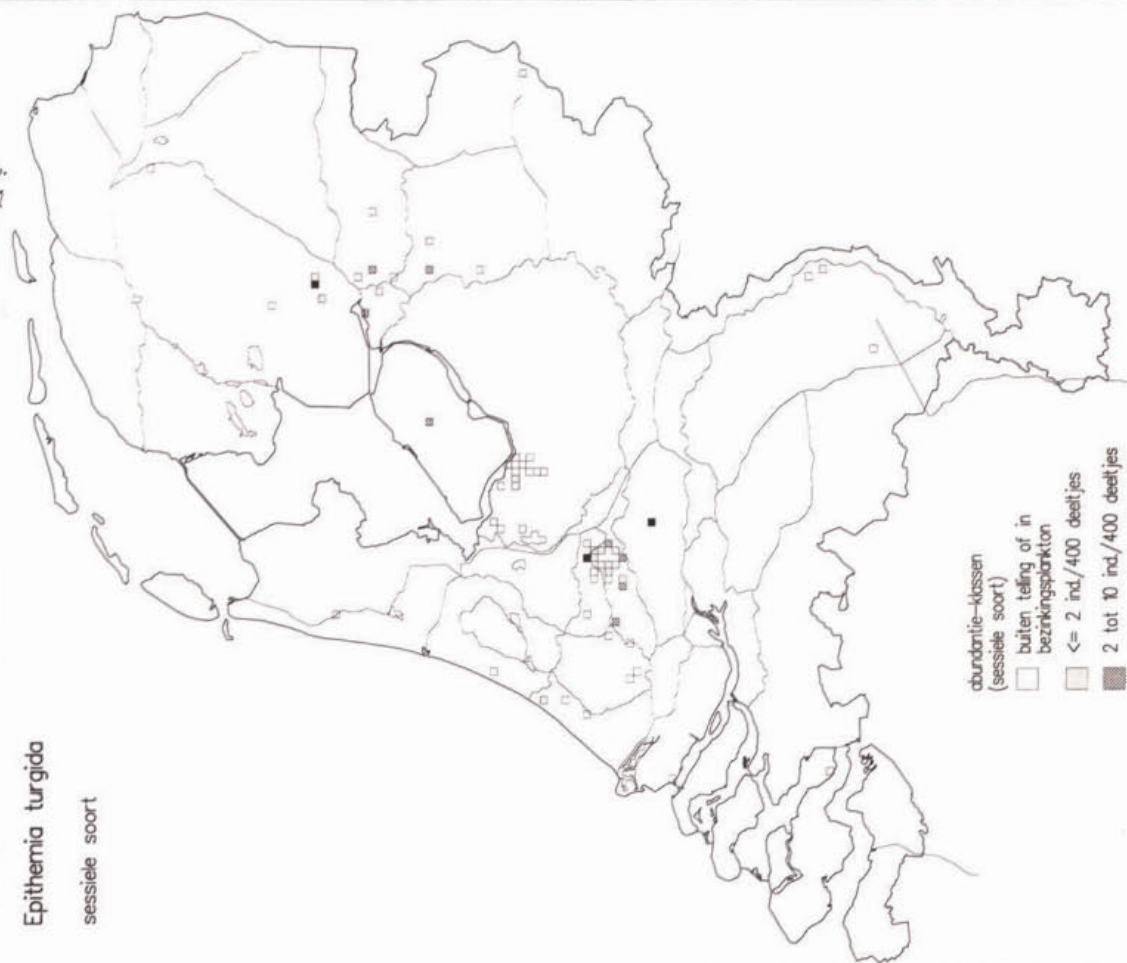 Epithemia turgida
sessiele soort
abundantie-klassen
(sessiele soort)
buiten telling of in
bezinkingsplankton
<= 2 ind./400 deeltjes
2 tot 10 ind./400 deeltjes